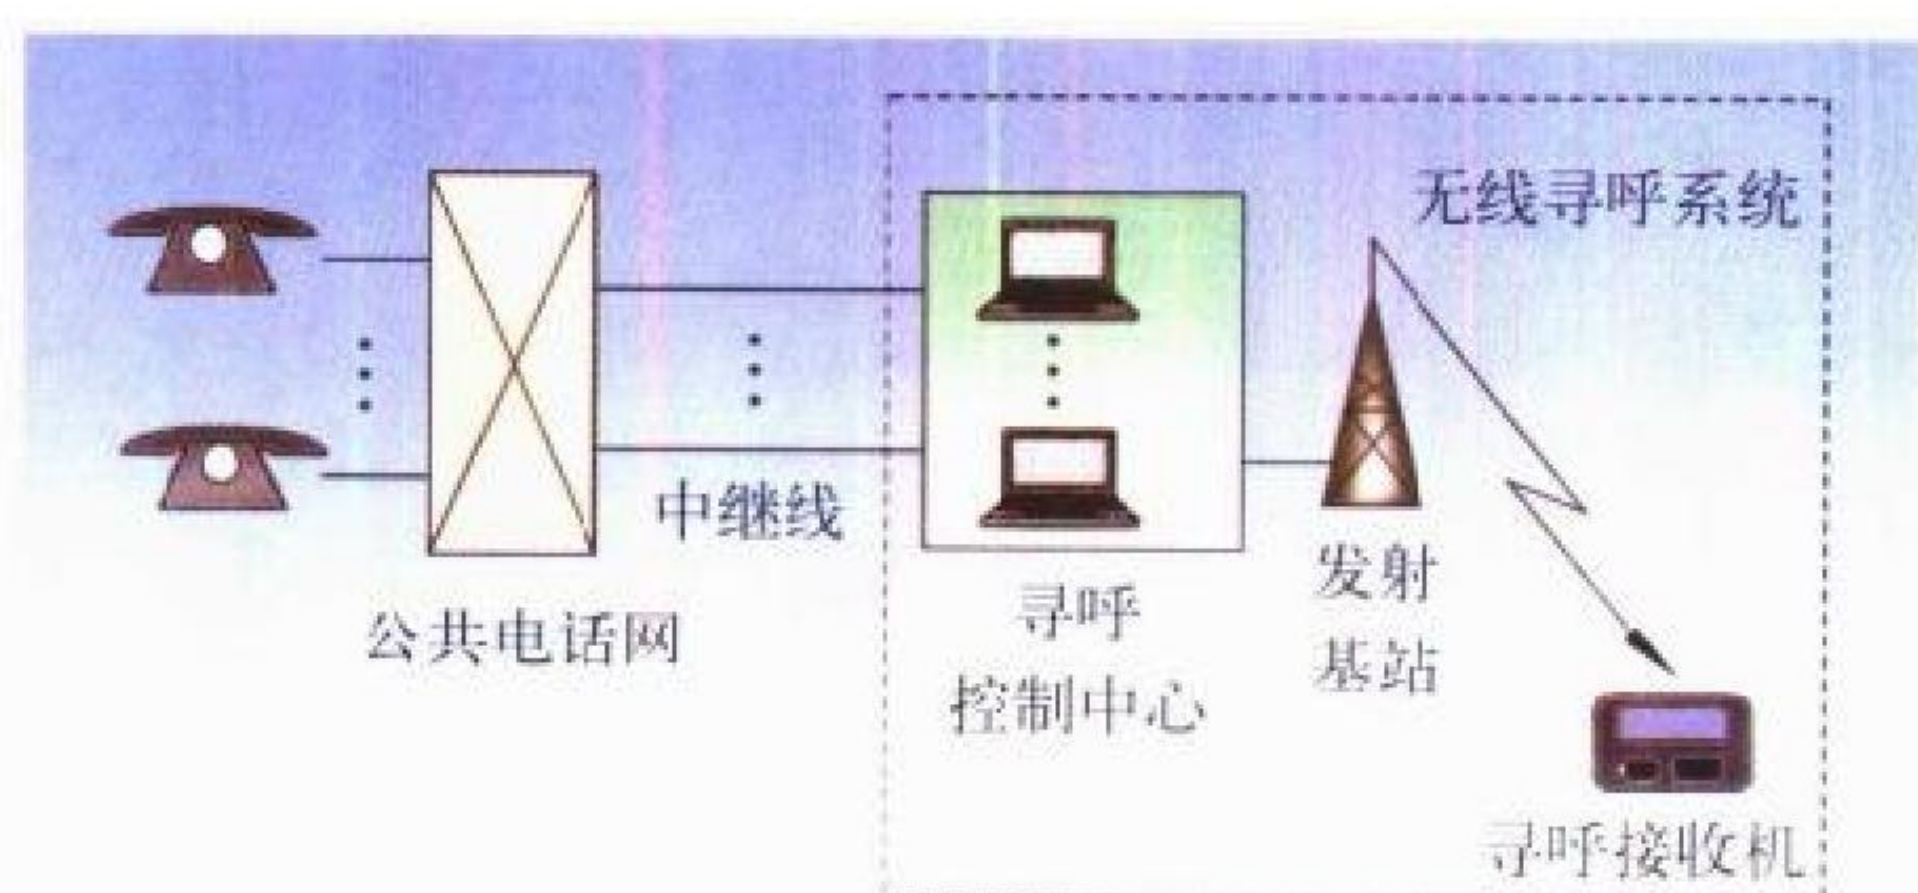 无线寻呼系统
中继线
公共电话网
寻呼
控制中心
发射
基站
寻呼接收机